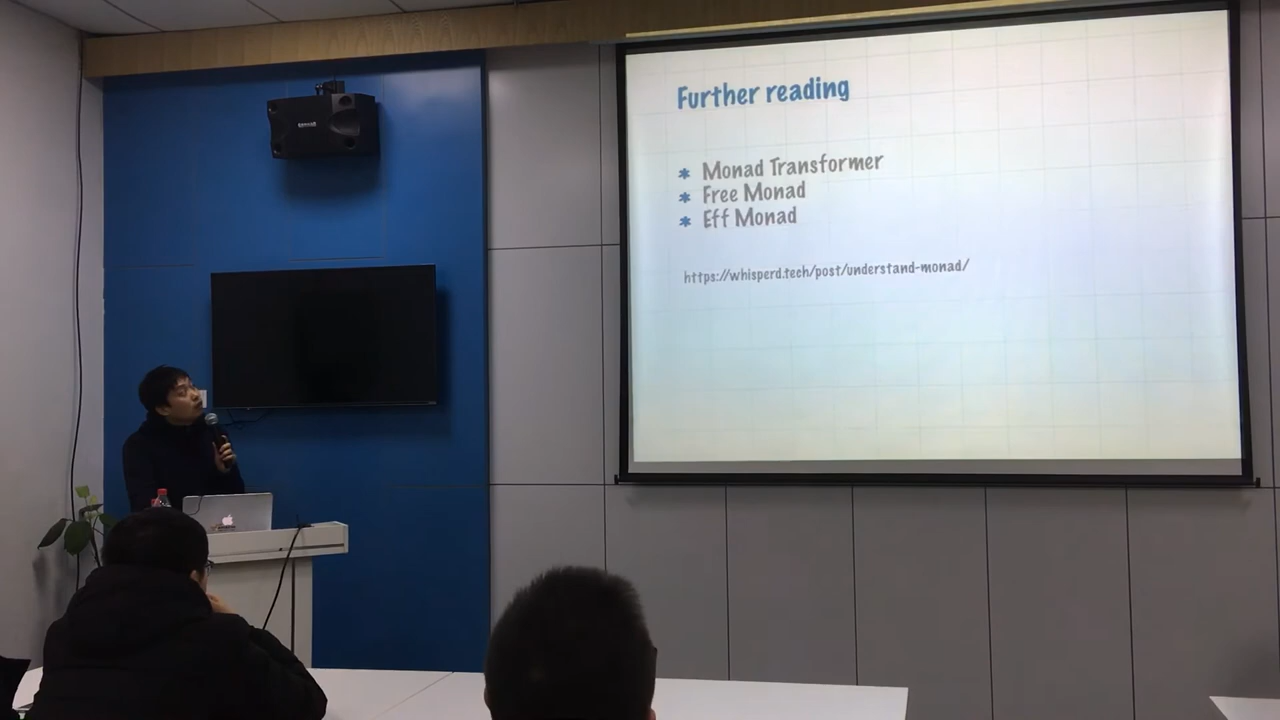 Further reading
* Monad Transformer
* Free Monad
* Eff Monad
https://whisperd.tech/post/understand-monad/